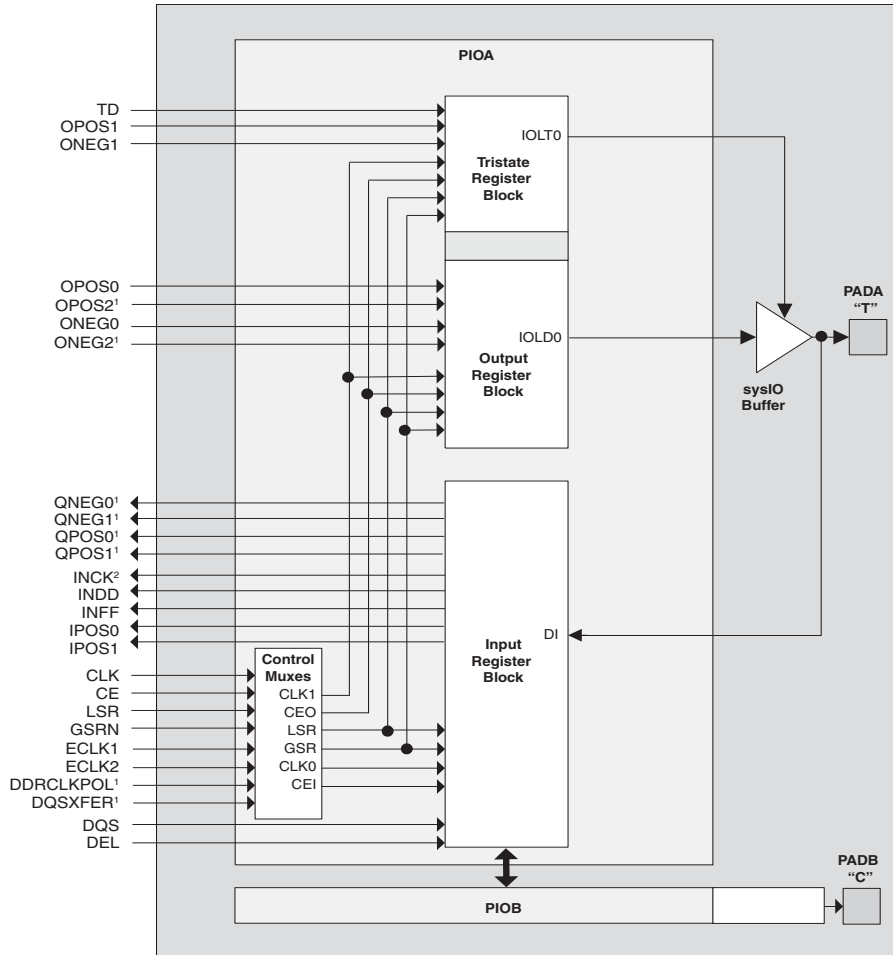 PIOA
TD
OPOS1
ONEG1
IOLT0
Tristate
Register
Block
OPOS0
OPOS2¹
ONEG0
ONEG2¹
IOLD0
Output
Register
Block
sysIO
Buffer
PADA
“T”
QNEG0¹
QNEG1¹
QPOS0¹
QPOS1¹
INCK²
INDD
INFF
IPOS0
IPOS1
DI
Input
Register
Block
CLK
CE
LSR
GSRN
ECLK1
ECLK2
DDRCLKPOL¹
DQSXFER¹
DQS
DEL
Control
Muxes
CLK1
CEO
LSR
GSR
CLK0
CEI
PIOB
PADB
“C”